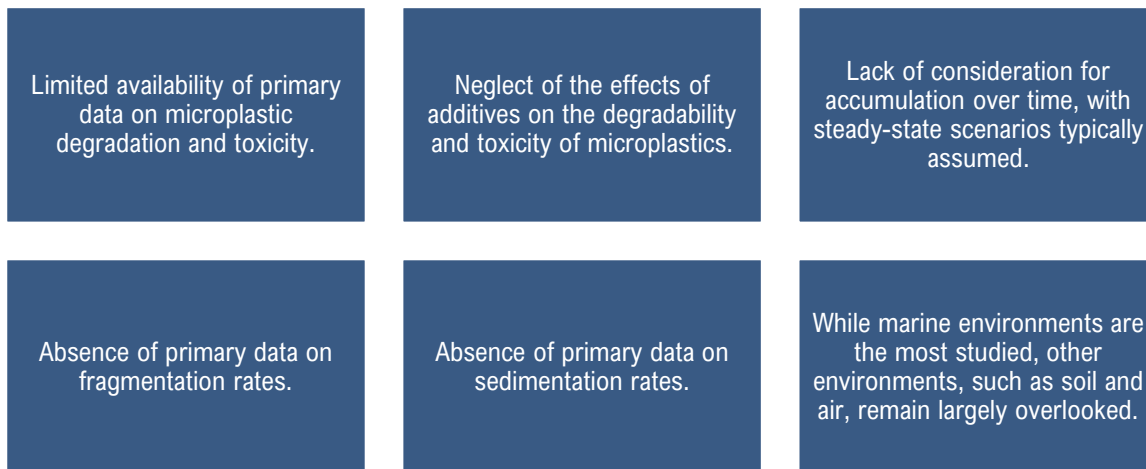 Limited availability of primary
data on microplastic
degradation and toxicity.
Neglect of the effects of
additives on the degradability
and toxicity of microplastics.
Lack of consideration for
accumulation over time, with
steady-state scenarios typically
assumed.
Absence of primary data on
fragmentation rates.
Absence of primary data on
sedimentation rates.
While marine environments are
the most studied, other
environments, such as soil and
air, remain largely overlooked.